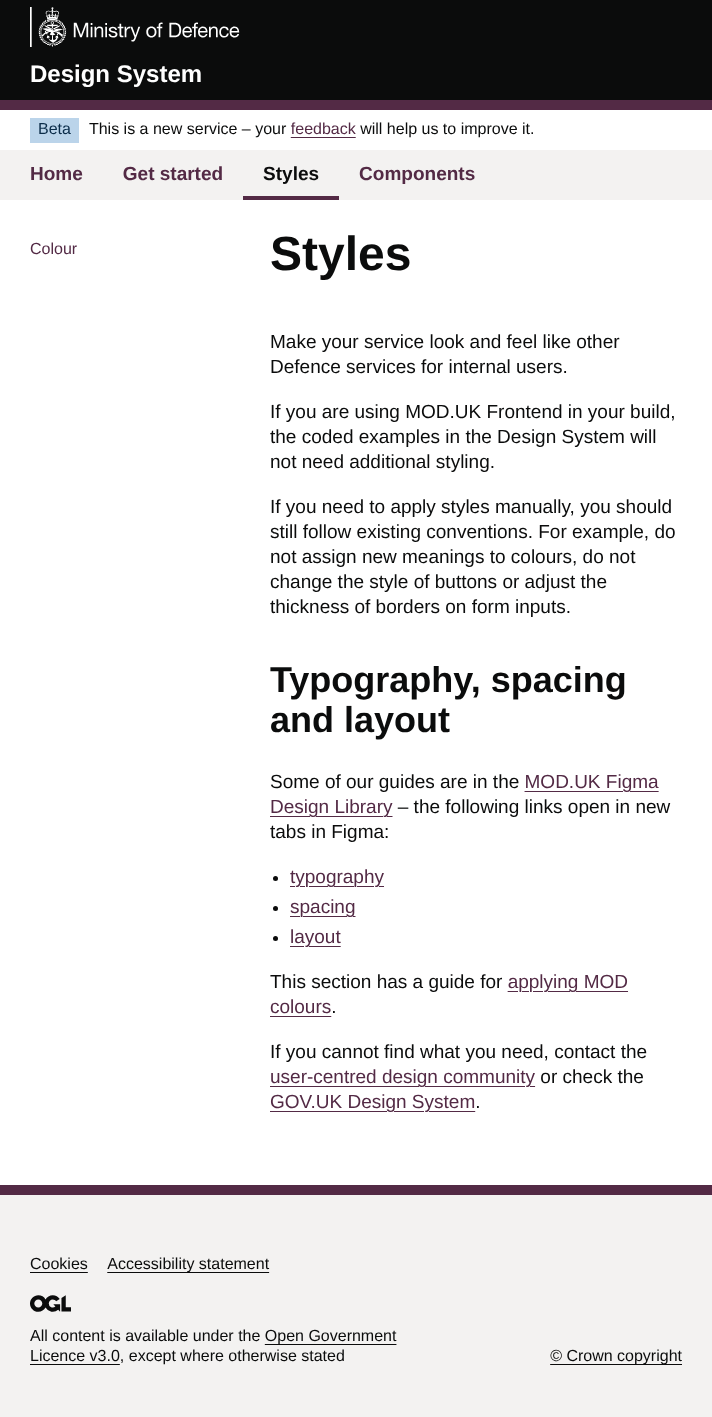 Ministry of Defence
Design System
Beta This is a new service – your feedback will help us to improve it.
Home Get started Styles Components
Colour
Styles
Make your service look and feel like other
Defence services for internal users.
If you are using MOD.UK Frontend in your build,
the coded examples in the Design System will
not need additional styling.
If you need to apply styles manually, you should
still follow existing conventions. For example, do
not assign new meanings to colours, do not
change the style of buttons or adjust the
thickness of borders on form inputs.
Typography, spacing
and layout
Some of our guides are in the MOD.UK Figma
Design Library – the following links open in new
tabs in Figma:
• typography
• spacing
• layout
This section has a guide for applying MOD
colours.
If you cannot find what you need, contact the
user-centred design community or check the
GOV.UK Design System.
Cookies Accessibility statement
OGL
All content is available under the Open Government
Licence v3.0, except where otherwise stated
© Crown copyright